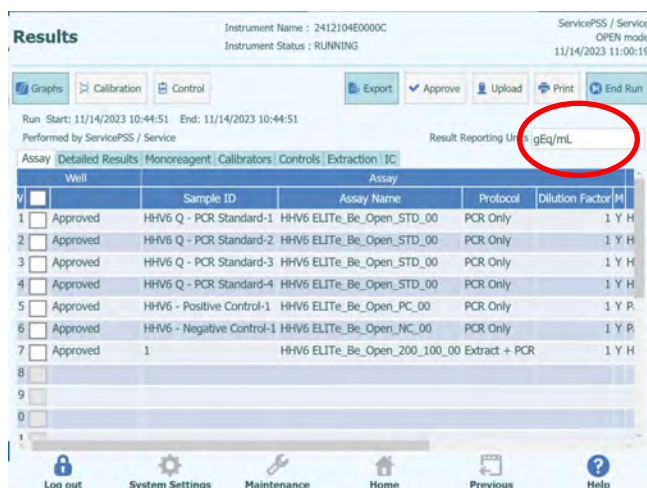 Results
Instrument Name : 2412104E0000C
Instrument Status : RUNNING
ServicePSS / Service
OPEN mode
11/14/2023 11:00:19
Graphs Calibration Control Export Approve Upload Print End Run
Run Start: 11/14/2023 10:44:51 End: 11/14/2023 10:44:51
Performed by ServicePSS / Service Result Reporting Units gEq/mL
Assay Detailed Results Monoreagent Calibrators Controls Extraction IC
Well Assay
Sample ID Assay Name Protocol Dilution Factor M
1 Approved HHV6 Q - PCR Standard-1 HHV6 ELITe_Be_Open_STD_00 PCR Only 1 Y H
2 Approved HHV6 Q - PCR Standard-2 HHV6 ELITe_Be_Open_STD_00 PCR Only 1 Y H
3 Approved HHV6 Q - PCR Standard-3 HHV6 ELITe_Be_Open_STD_00 PCR Only 1 Y H
4 Approved HHV6 Q - PCR Standard-4 HHV6 ELITe_Be_Open_STD_00 PCR Only 1 Y H
5 Approved HHV6 - Positive Control-1 HHV6 ELITe_Be_Open_PC_00 PCR Only 1 Y P
6 Approved HHV6 - Negative Control-1 HHV6 ELITe_Be_Open_NC_00 PCR Only 1 Y P
7 Approved 1 HHV6 ELITe_Be_Open_200_100_00 Extract + PCR 1 Y H
8
9
0
1
Log out System Settings Maintenance Home Previous Help